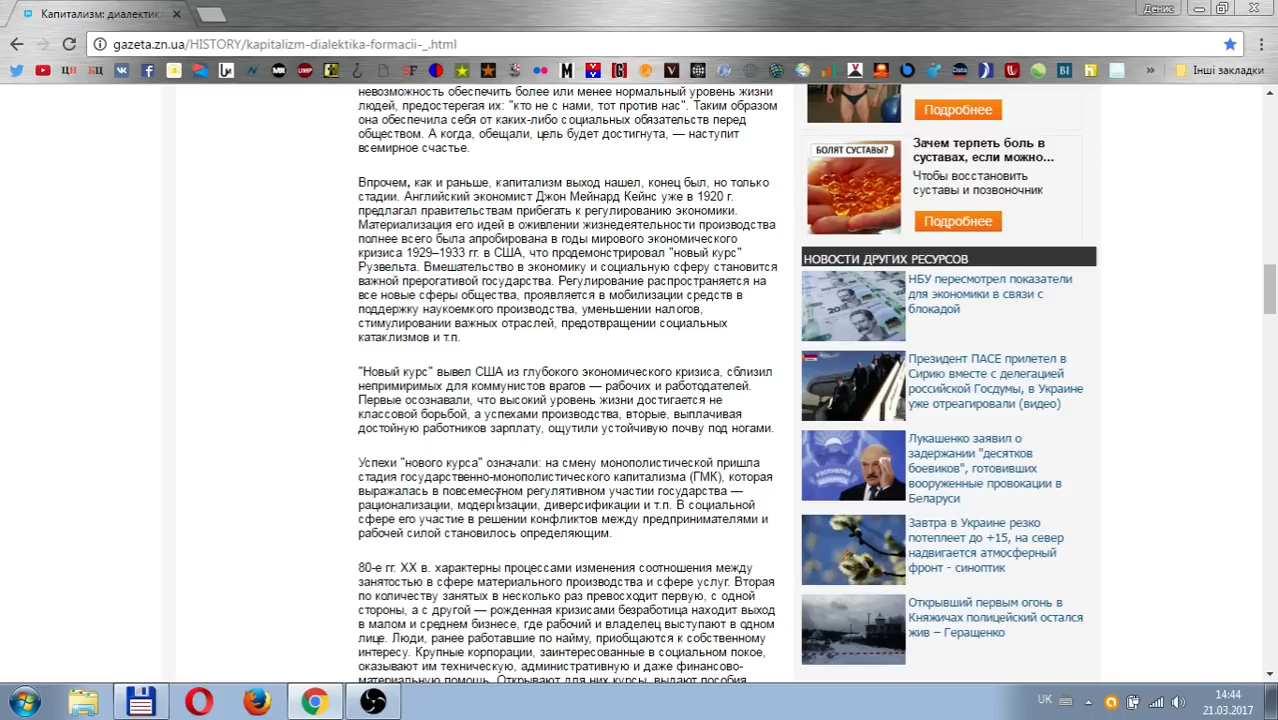 Капитализм: диалекти
Денис
gazeta.zn.ua/HISTORY/kapitalizm-dialektika-formacii-_.html
ЦН
БЦ
Інші закладки
невозможность обеспечить более или менее нормальный уровень жизни
людей, предостерегая их: "кто не с нами, тот против нас". Таким образом
она обеспечила себя от каких-либо социальных обязательств перед
обществом. А когда, обещали, цель будет достигнута, — наступит
всемирное счастье.
Впрочем, как и раньше, капитализм выход нашел, конец был, но только
стадии. Английский экономист Джон Мейнард Кейнс уже в 1920 г.
предлагал правительствам прибегать к регулированию экономики.
Материализация его идей в оживлении жизнедеятельности производства
полнее всего была апробирована в годы мирового экономического
кризиса 1929–1933 гг. в США, что продемонстрировал "новый курс"
Рузвельта. Вмешательство в экономику и социальную сферу становится
важной прерогативой государства. Регулирование распространяется на
все новые сферы общества, проявляется в мобилизации средств в
поддержку наукоемкого производства, уменьшении налогов,
стимулировании важных отраслей, предотвращении социальных
катаклизмов и т.п.
"Новый курс" вывел США из глубокого экономического кризиса, сблизил
непримиримых для коммунистов врагов — рабочих и работодателей.
Первые осознавали, что высокий уровень жизни достигается не
классовой борьбой, а успехами производства, вторые, выплачивая
достойную работников зарплату, ощутили устойчивую почву под ногами.
Успехи "нового курса" означали: на смену монополистической пришла
стадия государственно-монополистического капитализма (ГМК), которая
выражалась в повсеместном регулятивном участии государства —
рационализации, модернизации, диверсификации и т.п. В социальной
сфере его участие в решении конфликтов между предпринимателями и
рабочей силой становилось определяющим.
80-е гг. XX в. характерны процессами изменения соотношения между
занятостью в сфере материального производства и сфере услуг. Вторая
по количеству занятых в несколько раз превосходит первую, с одной
стороны, а с другой — рожденная кризисами безработица находит выход
в малом и среднем бизнесе, где рабочий и владелец выступают в одном
лице. Люди, ранее работавшие по найму, приобщаются к собственному
интересу. Крупные корпорации, заинтересованные в социальном покое,
оказывают им техническую, административную и даже финансово-
материальную помощь. Открывают для них курсы, выдают пособия
Подробнее
БОЛЯТ СУСТАВЫ?
Зачем терпеть боль в
суставах, если можно...
Чтобы восстановить
суставы и позвоночник
Подробнее
НОВОСТИ ДРУГИХ РЕСУРСОВ
НБУ пересмотрел показатели
для экономики в связи с
блокадой
Президент ПАСЕ прилетел в
Сирию вместе с делегацией
российской Госдумы, в Украине
уже отреагировали (видео)
Лукашенко заявил о
задержании "десятков
боевиков", готовивших
вооруженные провокации в
Беларуси
Завтра в Украине резко
потеплеет до +15, на север
надвигается атмосферный
фронт - синоптик
Открывший первым огонь в
Княжичах полицейский остался
жив – Геращенко
UK
14:44
21.03.2017